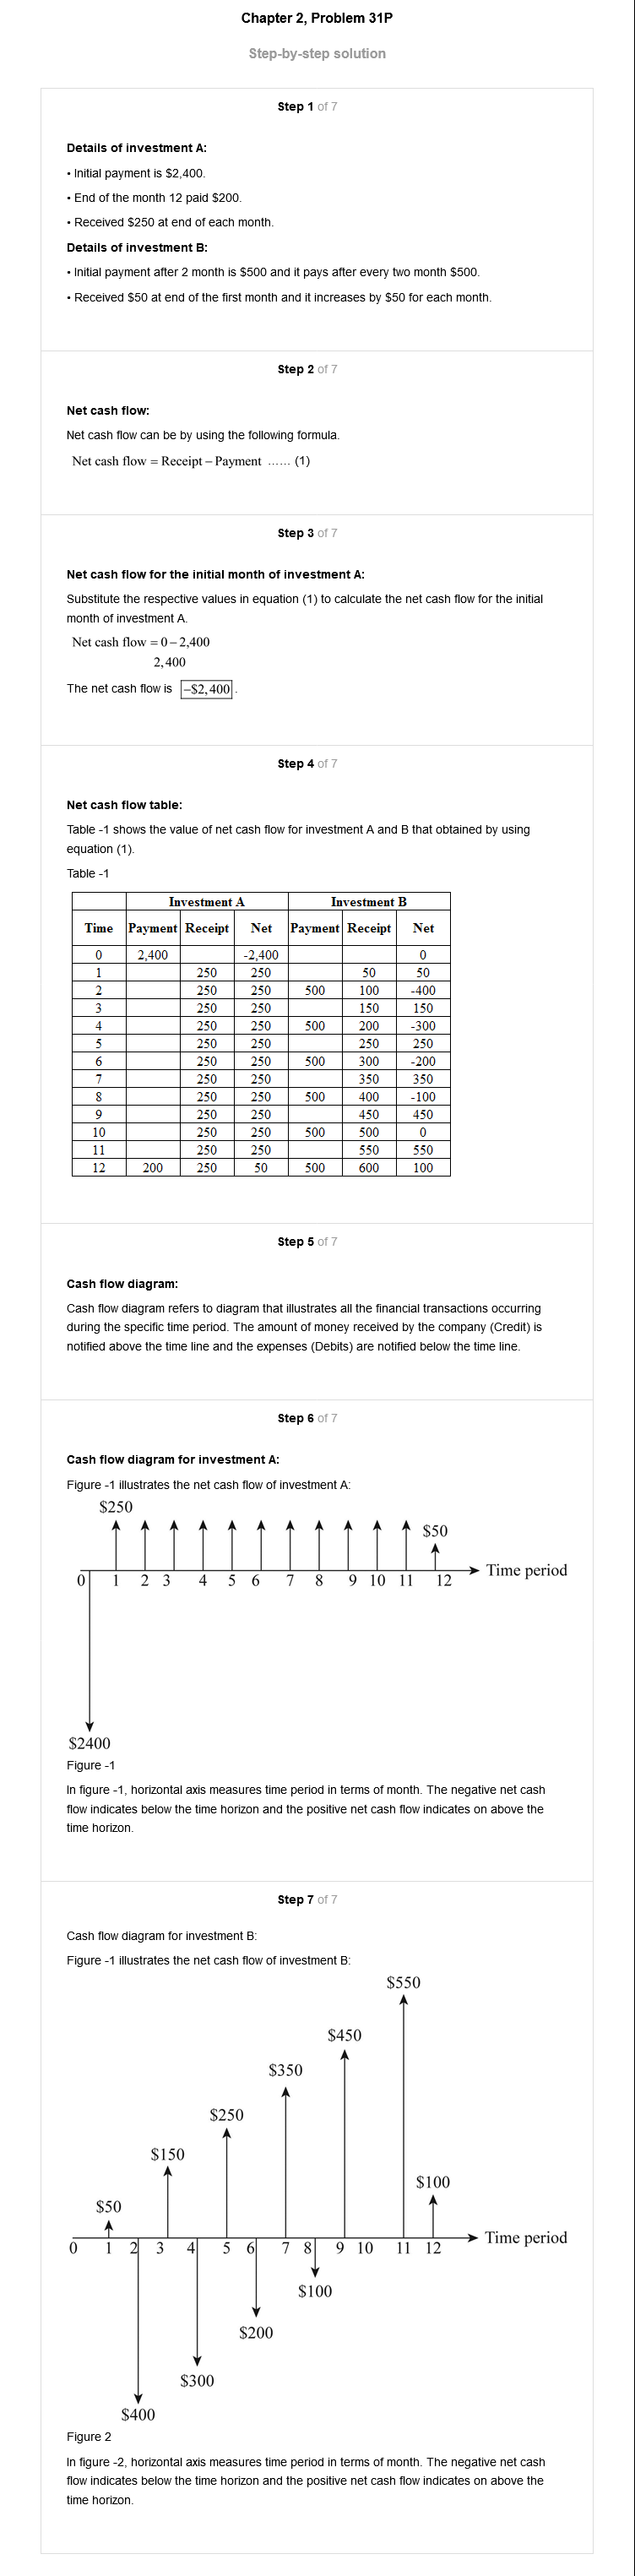 Chapter 2, Problem 31P
Step-by-step solution
Step 1 of 7
Details of investment A:
• Initial payment is $2,400.
• End of the month 12 paid $200.
• Received $250 at end of each month.
Details of investment B:
• Initial payment after 2 month is $500 and it pays after every two month $500.
• Received $50 at end of the first month and it increases by $50 for each month.
Step 2 of 7
Net cash flow:
Net cash flow can be by using the following formula.
Net cash flow = Receipt – Payment ...... (1)
Step 3 of 7
Net cash flow for the initial month of investment A:
Substitute the respective values in equation (1) to calculate the net cash flow for the initial
month of investment A.
Net cash flow = 0 – 2,400
2,400
The net cash flow is –$2,400.
Step 4 of 7
Net cash flow table:
Table -1 shows the value of net cash flow for investment A and B that obtained by using
equation (1).
Table -1
Investment A Investment B
Time Payment Receipt Net Payment Receipt Net
0 2,400 -2,400 0
1 250 250 50 50
2 250 250 500 100 -400
3 250 250 150 150
4 250 250 500 200 -300
5 250 250 250 250
6 250 250 500 300 -200
7 250 250 350 350
8 250 250 500 400 -100
9 250 250 450 450
10 250 250 500 500 0
11 250 250 550 550
12 200 250 50 500 600 100
Step 5 of 7
Cash flow diagram:
Cash flow diagram refers to diagram that illustrates all the financial transactions occurring
during the specific time period. The amount of money received by the company (Credit) is
notified above the time line and the expenses (Debits) are notified below the time line.
Step 6 of 7
Cash flow diagram for investment A:
Figure -1 illustrates the net cash flow of investment A:
$250
$50
Time period
0 1 2 3 4 5 6 7 8 9 10 11 12
$2400
Figure -1
In figure -1, horizontal axis measures time period in terms of month. The negative net cash
flow indicates below the time horizon and the positive net cash flow indicates on above the
time horizon.
Step 7 of 7
Cash flow diagram for investment B:
Figure -1 illustrates the net cash flow of investment B:
$550
$450
$350
$250
$150
$100
$50
Time period
0 1 2 3 4 5 6 7 8 9 10 11 12
$100
$200
$300
$400
Figure 2
In figure -2, horizontal axis measures time period in terms of month. The negative net cash
flow indicates below the time horizon and the positive net cash flow indicates on above the
time horizon.